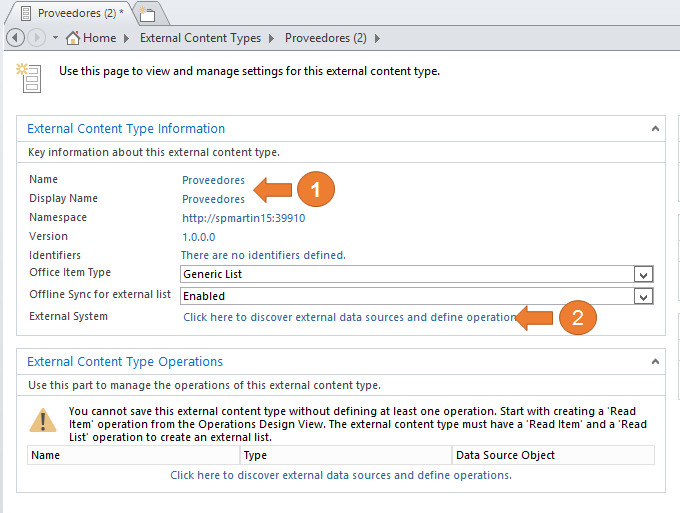 Proveedores (2) *
Home External Content Types Proveedores (2)
Use this page to view and manage settings for this external content type.
External Content Type Information
Key information about this external content type.
Name Proveedores
1
Display Name Proveedores
Namespace http://spmartin15:39910
Version 1.0.0.0
Identifiers There are no identifiers defined.
Office Item Type Generic List
Offline Sync for external list Enabled
External System Click here to discover external data sources and define operation
2
External Content Type Operations
Use this part to manage the operations of this external content type.
You cannot save this external content type without defining at least one operation. Start with creating a 'Read
Item' operation from the Operations Design View. The external content type must have a 'Read Item' and a 'Read
List' operation to create an external list.
Name Type Data Source Object
Click here to discover external data sources and define operations.